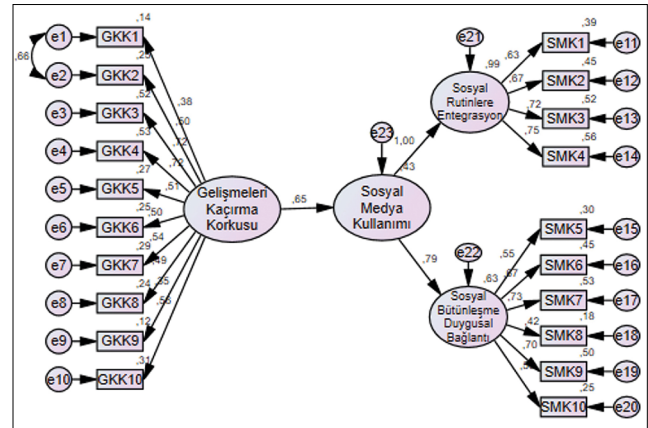 e1 GKK1 ,14
,66
e2 GKK2 ,25
e3 GKK3 ,52
e4 GKK4 ,53
e5 GKK5 ,27
e6 GKK6 ,25
e7 GKK7 ,29
e8 GKK8 ,24
e9 GKK9 ,12
e10 GKK10 ,31
,38
,50
,72
,72
,51
,50
,54
,49
,35
Gelişmeleri
Kaçırma
Korkusu
,65
e23
,43
Sosyal
Medya
Kullanımı
1,00
,79
e21
,99
Sosyal
Rutinlere
Entegrasyon
,63
,67
,72
,75
,39
SMK1 e11
,45
SMK2 e12
,52
SMK3 e13
,56
SMK4 e14
e22
,63
Sosyal
Bütünleşme
Duygusal
Bağlantı
,55
,67
,73
,42
,70
,30
SMK5 e15
,45
SMK6 e16
,53
SMK7 e17
,18
SMK8 e18
,50
SMK9 e19
,25
SMK10 e20